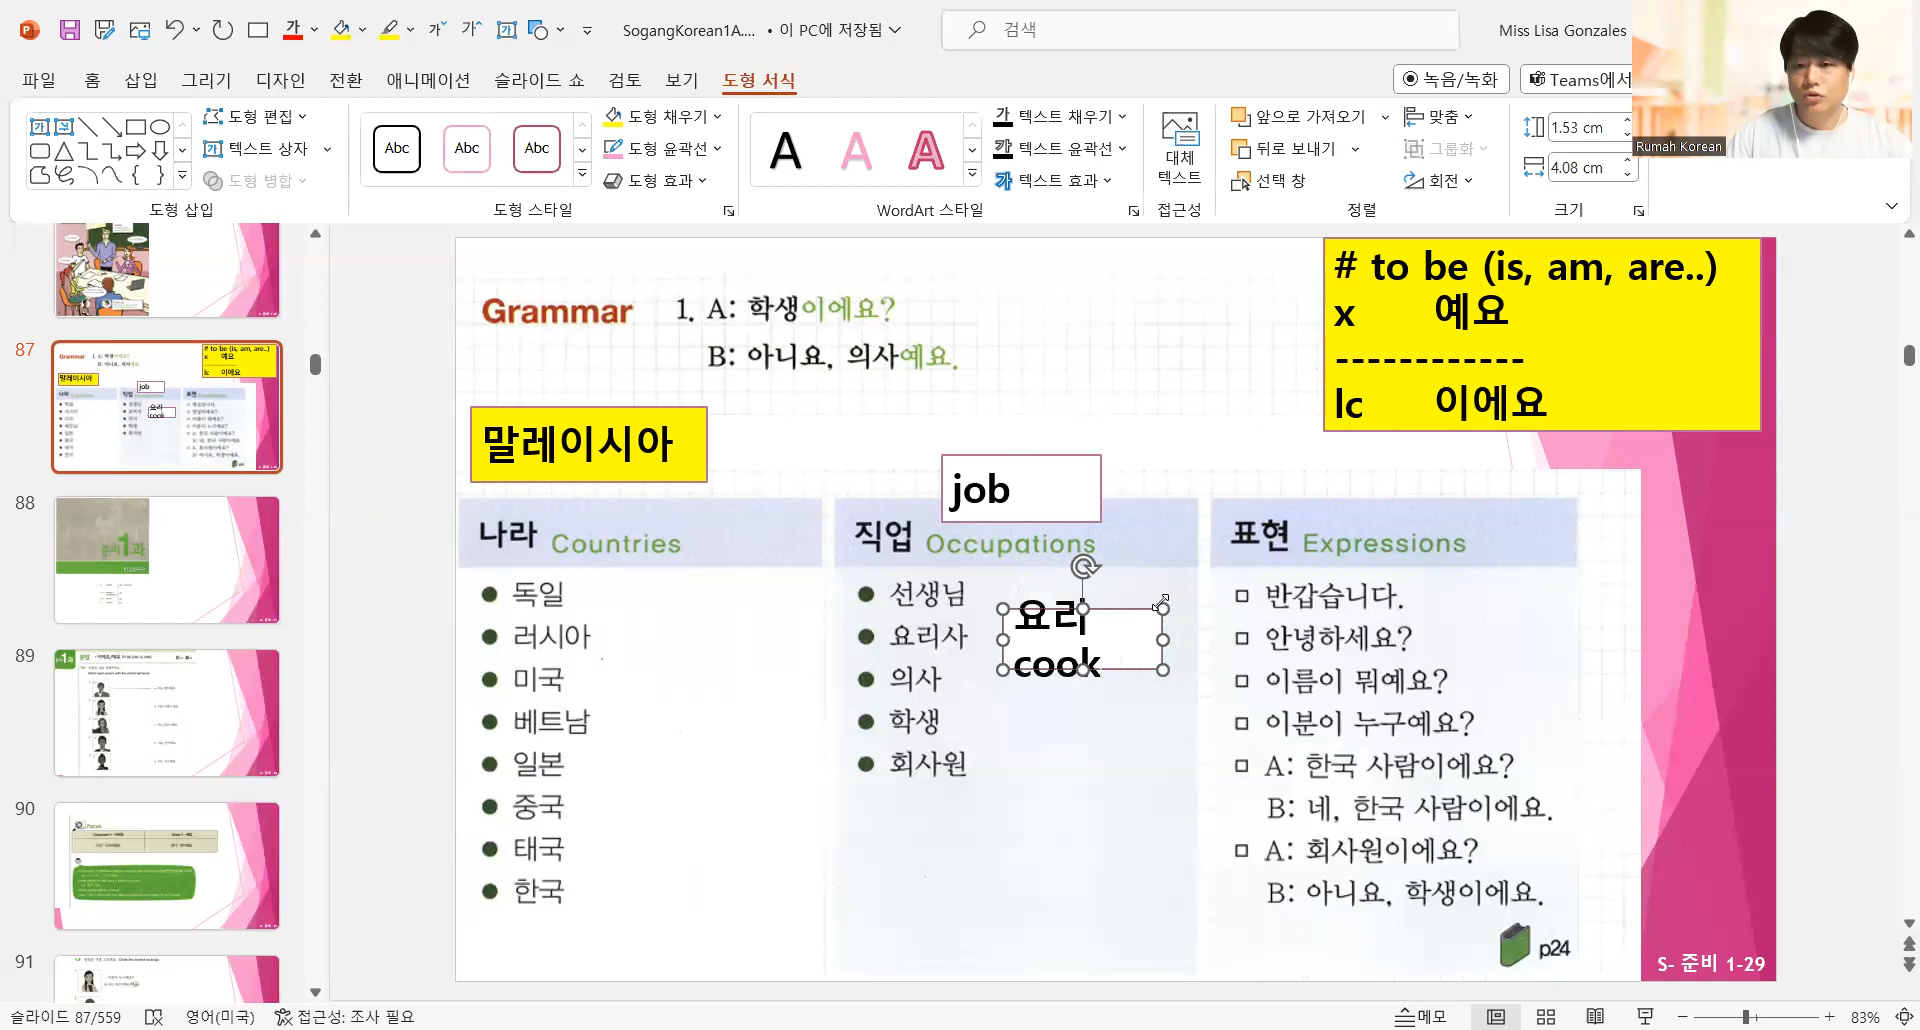 SogangKorean1A.... • 이 PC에 저장됨
검색
Miss Lisa Gonzales
파일 홈 삽입 그리기 디자인 전환 애니메이션 슬라이드 쇼 검토 보기 도형 서식
녹음/녹화
Teams에서
도형 편집
텍스트 상자
도형 병합
도형 삽입
Abc Abc Abc
도형 채우기
도형 윤곽선
도형 효과
도형 스타일
A A A
텍스트 채우기
텍스트 윤곽선
텍스트 효과
WordArt 스타일
대체
텍스트
접근성
앞으로 가져오기
뒤로 보내기
선택 창
맞춤
그룹화
회전
정렬
1.53 cm
4.08 cm
크기
Rumah Korean
87
88
89
90
91
Grammar 1. A: 학생이에요?
B: 아니요, 의사예요.
# to be (is, am, are..)
x 예요
------------
lc 이에요
말레이시아
job
나라 Countries
독일
러시아
미국
베트남
일본
중국
태국
한국
직업 Occupations
선생님
요리사
의사
학생
회사원
요리
cook
표현 Expressions
반갑습니다.
안녕하세요?
이름이 뭐예요?
이분이 누구예요?
A: 한국 사람이에요?
B: 네, 한국 사람이에요.
A: 회사원이에요?
B: 아니요, 학생이에요.
p24
S- 준비 1-29
슬라이드 87/559 영어(미국) 접근성: 조사 필요
메모
83%